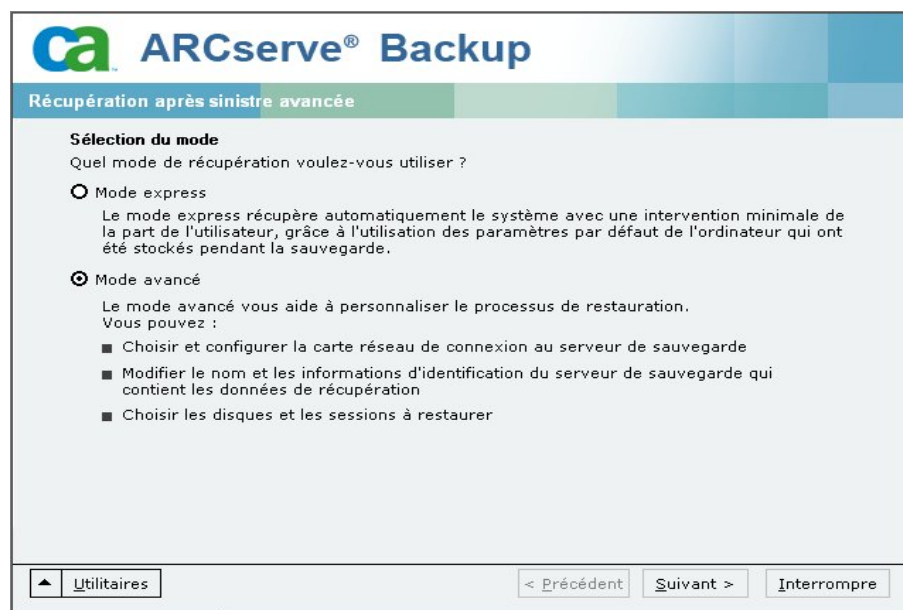 ca ARCserve® Backup
Récupération après sinistre avancée
Sélection du mode
Quel mode de récupération voulez-vous utiliser ?
Mode express
Le mode express récupère automatiquement le système avec une intervention minimale de
la part de l'utilisateur, grâce à l'utilisation des paramètres par défaut de l'ordinateur qui ont
été stockés pendant la sauvegarde.
Mode avancé
Le mode avancé vous aide à personnaliser le processus de restauration.
Vous pouvez :
Choisir et configurer la carte réseau de connexion au serveur de sauvegarde
Modifier le nom et les informations d'identification du serveur de sauvegarde qui
contient les données de récupération
Choisir les disques et les sessions à restaurer
Utilitaires < Précédent Suivant > Interrompre